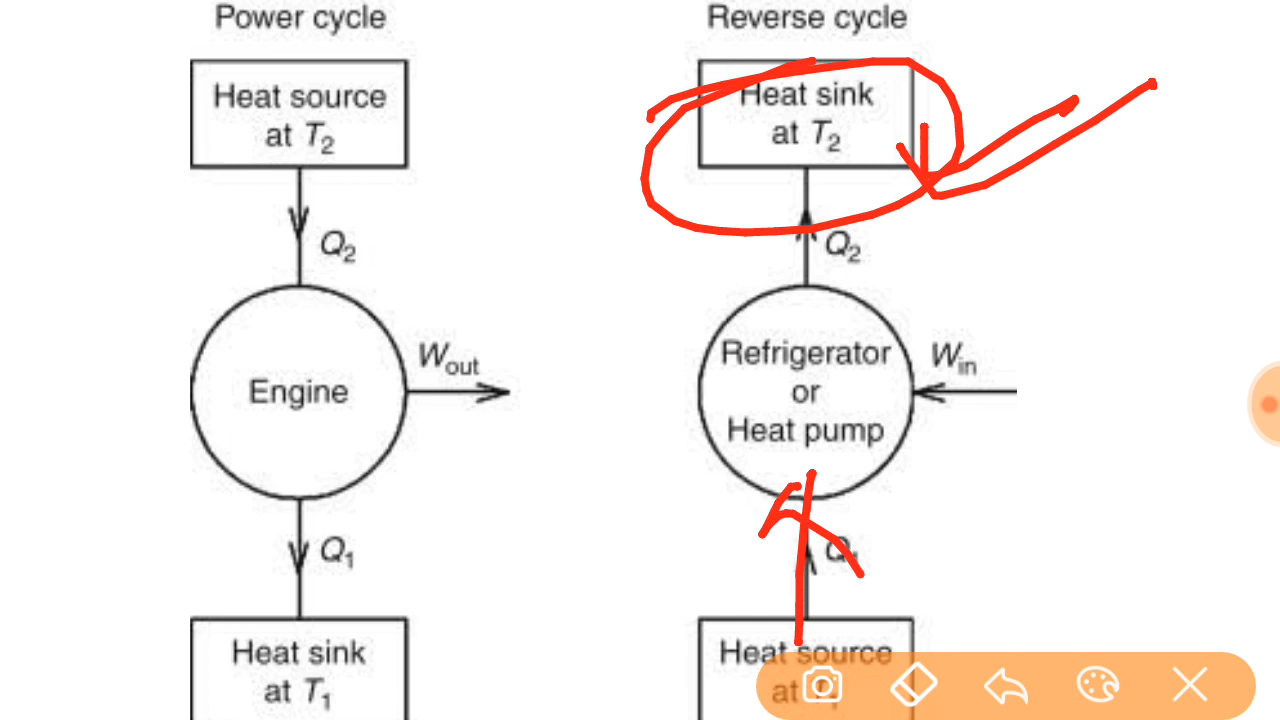 Power cycle
Heat source
at T2
Q2
Engine
Wout
Q1
Heat sink
at T1
Reverse cycle
Heat sink
at T2
Q2
Refrigerator
or
Heat pump
Win
Heat source
at